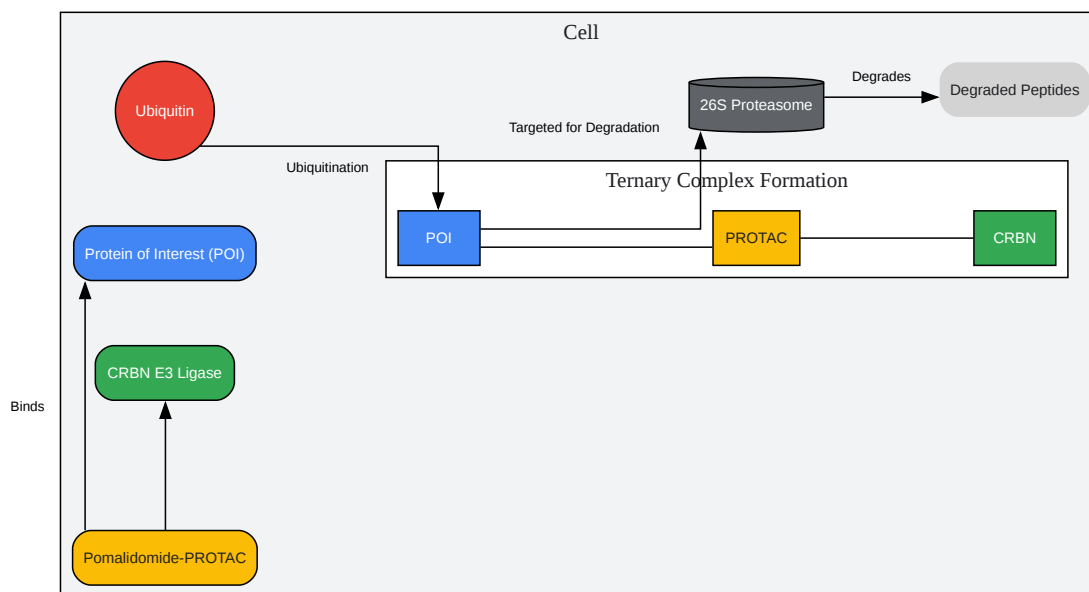 Cell
Ubiquitin
26S Proteasome
Degrades
Degraded Peptides
Targeted for Degradation
Ubiquitination
Ternary Complex Formation
POI
PROTAC
CRBN
Protein of Interest (POI)
CRBN E3 Ligase
Binds
Pomalidomide-PROTAC